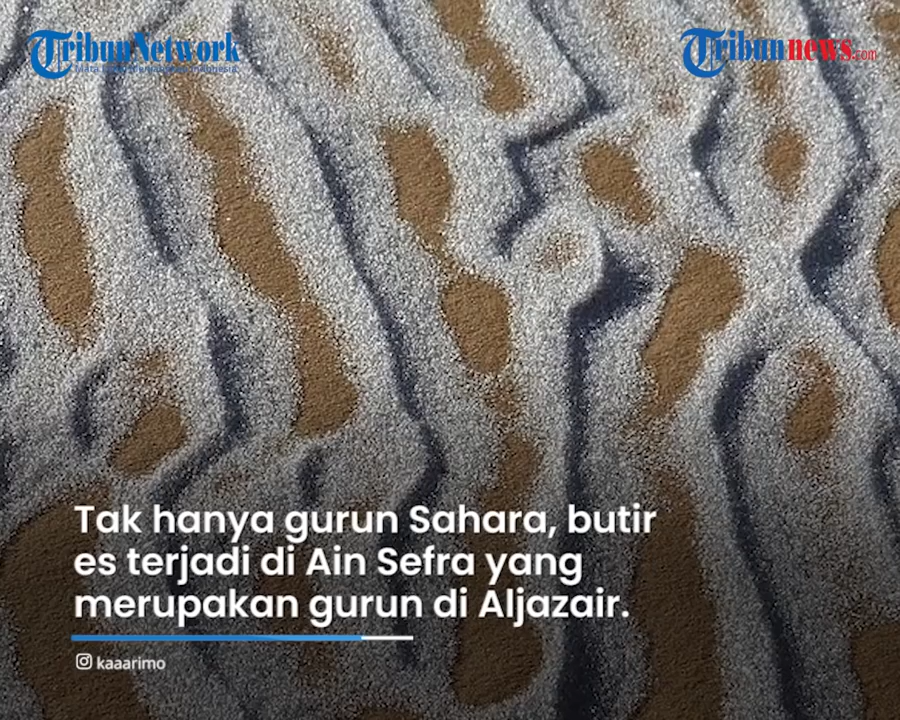 TribunNetwork
Tribunnews.com
Tak hanya gurun Sahara, butir
es terjadi di Ain Sefra yang
merupakan gurun di Aljazair.
kaaarimo